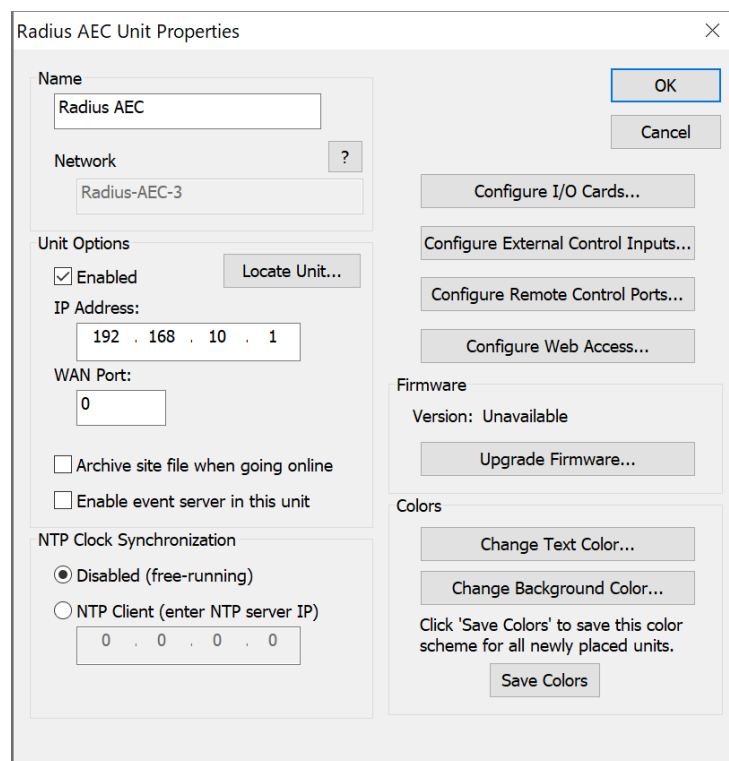 Radius AEC Unit Properties
Name
Radius AEC
Network
?
Radius-AEC-3
Unit Options
Enabled
Locate Unit...
IP Address:
192 . 168 . 10 . 1
WAN Port:
0
Archive site file when going online
Enable event server in this unit
NTP Clock Synchronization
Disabled (free-running)
NTP Client (enter NTP server IP)
0 . 0 . 0 . 0
OK
Cancel
Configure I/O Cards...
Configure External Control Inputs...
Configure Remote Control Ports...
Configure Web Access...
Firmware
Version: Unavailable
Upgrade Firmware...
Colors
Change Text Color...
Change Background Color...
Click 'Save Colors' to save this color
scheme for all newly placed units.
Save Colors